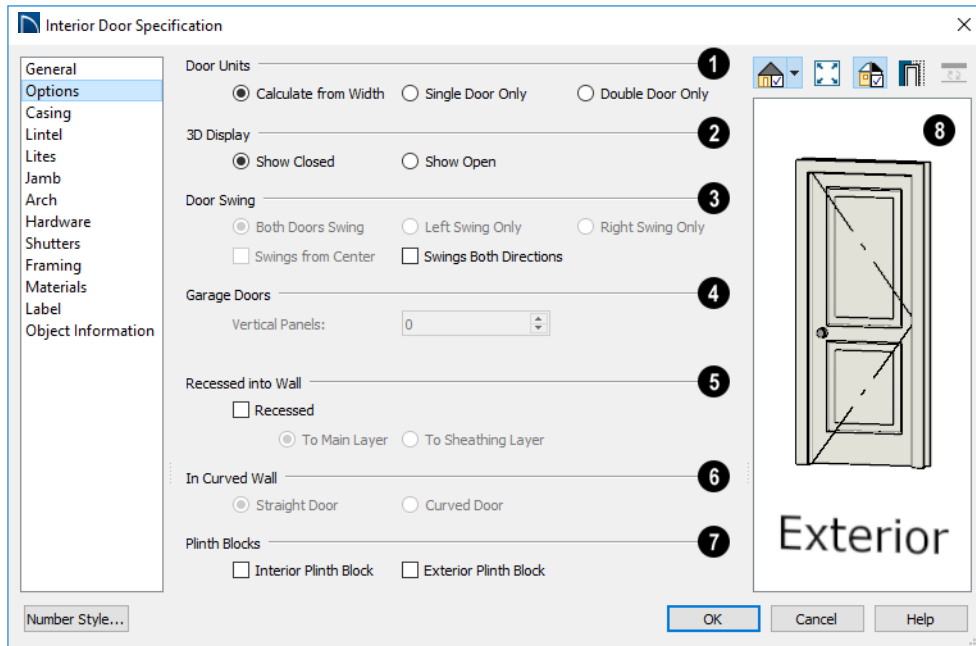 Interior Door Specification
General
Options
Casing
Lintel
Lites
Jamb
Arch
Hardware
Shutters
Framing
Materials
Label
Object Information
Door Units 1
Calculate from Width Single Door Only Double Door Only
3D Display 2
Show Closed Show Open
Door Swing 3
Both Doors Swing Left Swing Only Right Swing Only
Swings from Center Swings Both Directions
Garage Doors 4
Vertical Panels: 0
Recessed into Wall 5
Recessed
To Main Layer To Sheathing Layer
In Curved Wall 6
Straight Door Curved Door
Plinth Blocks 7
Interior Plinth Block Exterior Plinth Block
8
Exterior
Number Style... OK Cancel Help